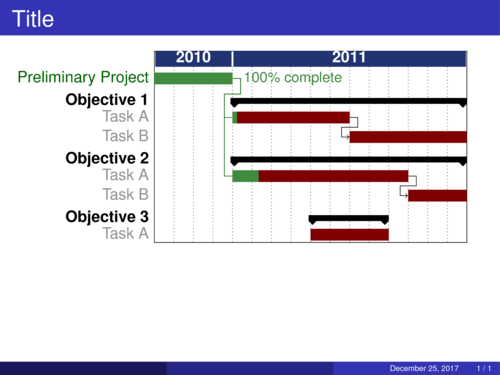 Title
2010 2011
Preliminary Project 100% complete
Objective 1
Task A
Task B
Objective 2
Task A
Task B
Objective 3
Task A
December 25, 2017 1 / 1